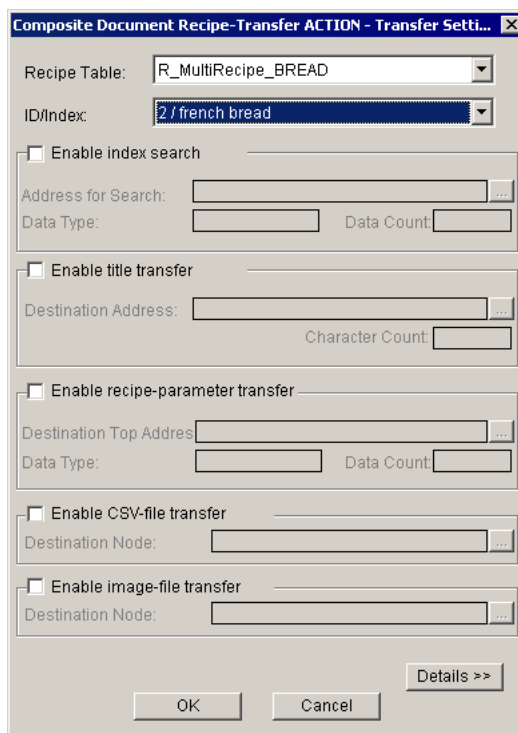 Composite Document Recipe-Transfer ACTION - Transfer Setti...
Recipe Table: R_MultiRecipe_BREAD
ID/Index: 2 / french bread
Enable index search
Address for Search: ...
Data Type: Data Count:
Enable title transfer
Destination Address: ...
Character Count:
Enable recipe-parameter transfer
Destination Top Addres ...
Data Type: Data Count:
Enable CSV-file transfer
Destination Node: ...
Enable image-file transfer
Destination Node: ...
Details >>
OK Cancel